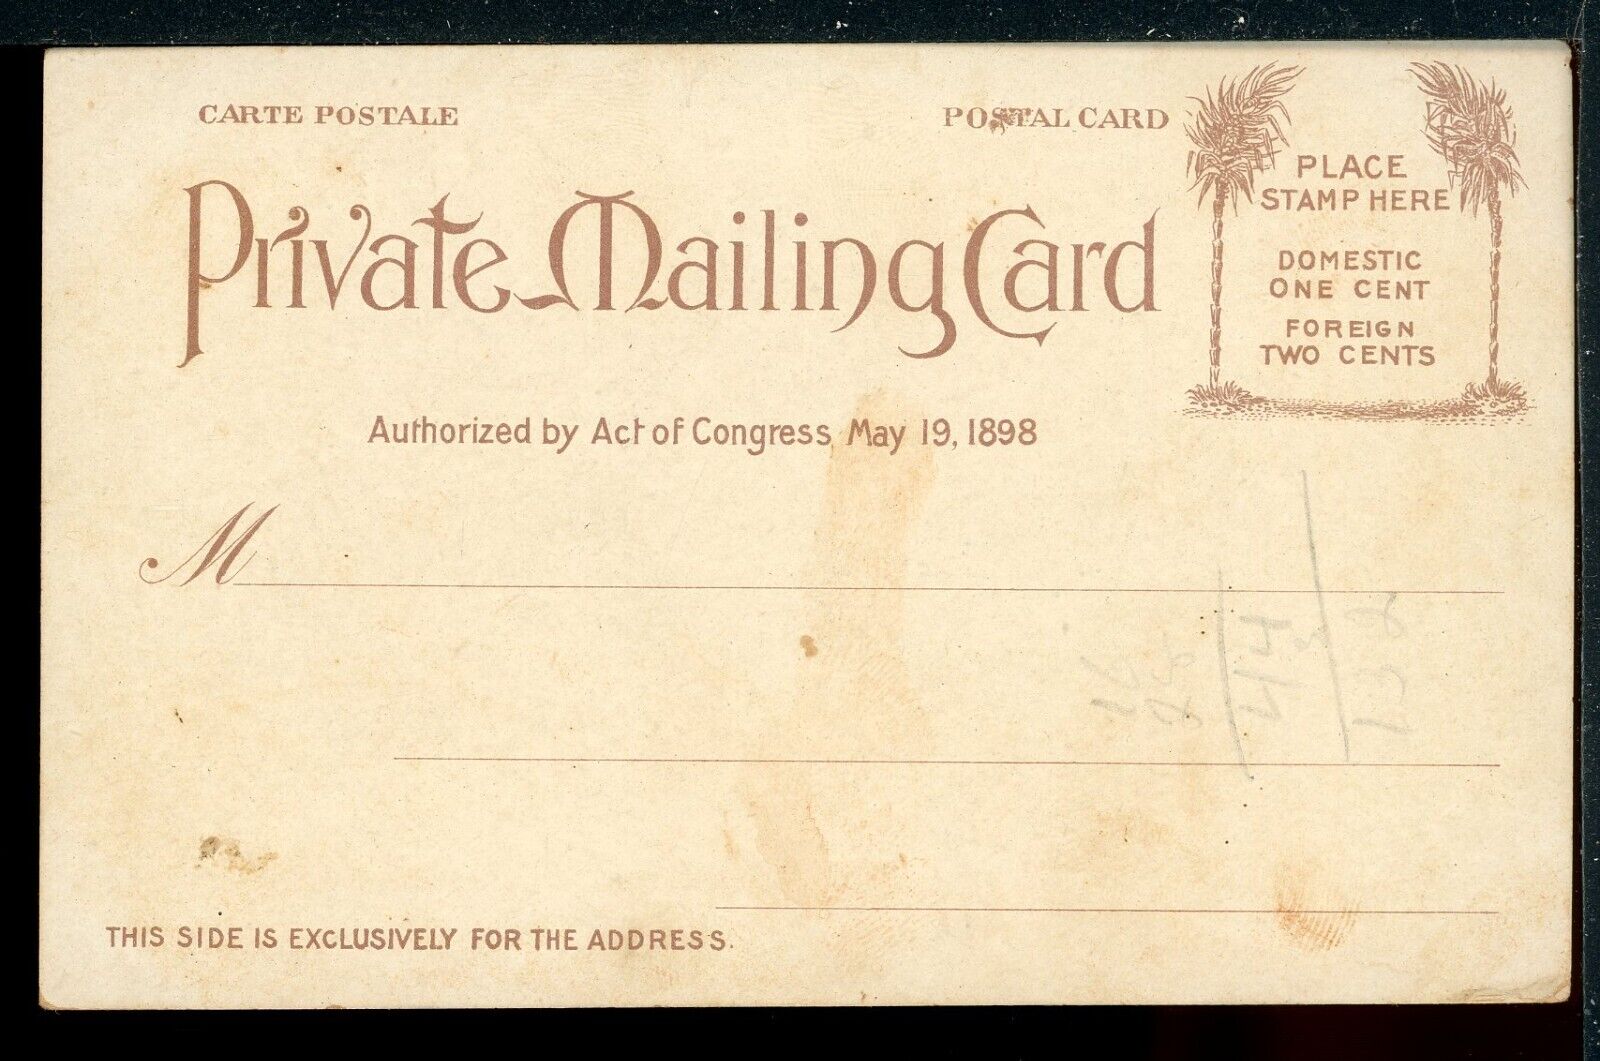 CARTE POSTALE
POSTAL CARD
Private Mailing Card
PLACE
STAMP HERE
DOMESTIC
ONE CENT
FOREIGN
TWO CENTS
Authorized by Act of Congress May 19, 1898
M
THIS SIDE IS EXCLUSIVELY FOR THE ADDRESS.